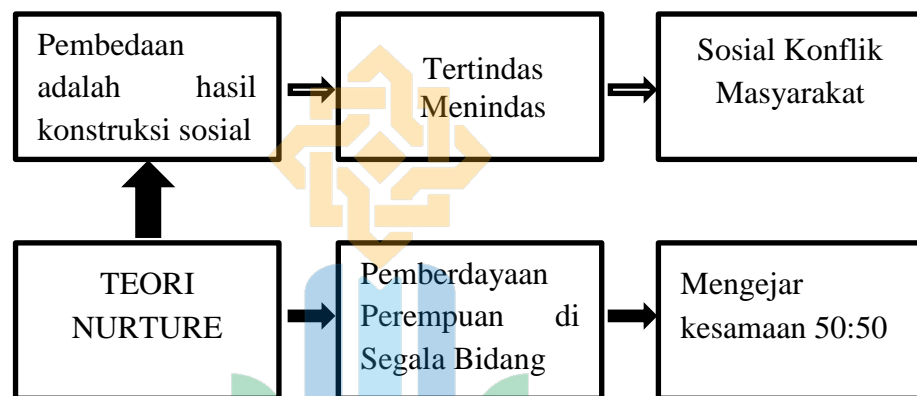 Pembedaan
adalah hasil
konstruksi sosial
Tertindas
Menindas
Sosial Konflik
Masyarakat
TEORI
NURTURE
Pemberdayaan
Perempuan di
Segala Bidang
Mengejar
kesamaan 50:50